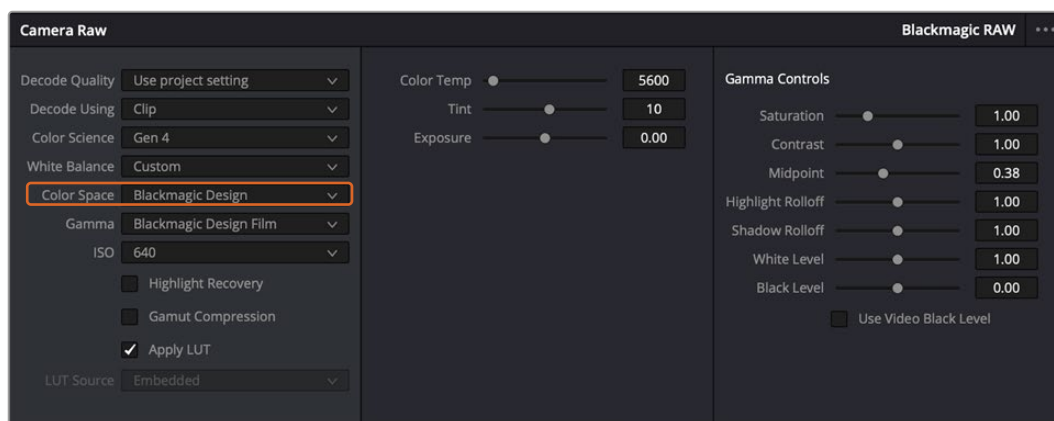 Camera Raw
Blackmagic RAW
Decode Quality Use project setting
Decode Using Clip
Color Science Gen 4
White Balance Custom
Color Space Blackmagic Design
Gamma Blackmagic Design Film
ISO 640
Highlight Recovery
Gamut Compression
Apply LUT
LUT Source Embedded
Color Temp 5600
Tint 10
Exposure 0.00
Gamma Controls
Saturation 1.00
Contrast 1.00
Midpoint 0.38
Highlight Rolloff 1.00
Shadow Rolloff 1.00
White Level 1.00
Black Level 0.00
Use Video Black Level